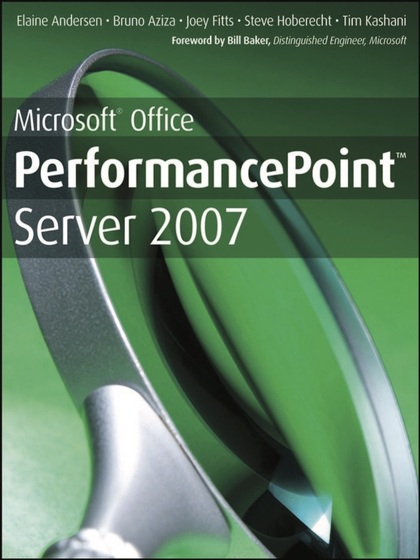 Elaine Andersen • Bruno Aziza • Joey Fitts • Steve Hoberecht • Tim Kashani
Foreword by Bill Baker, Distinguished Engineer, Microsoft
Microsoft® Office
PerformancePoint™
Server 2007